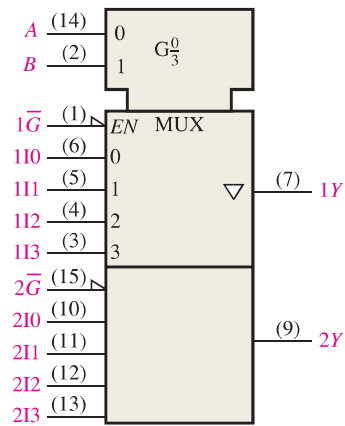 A (14) 0 G 0/3
B (2) 1
1G̅ (1) EN MUX
1I0 (6) 0
1I1 (5) 1 (7) 1Y
1I2 (4) 2
1I3 (3) 3
2G̅ (15)
2I0 (10)
2I1 (11) (9) 2Y
2I2 (12)
2I3 (13)